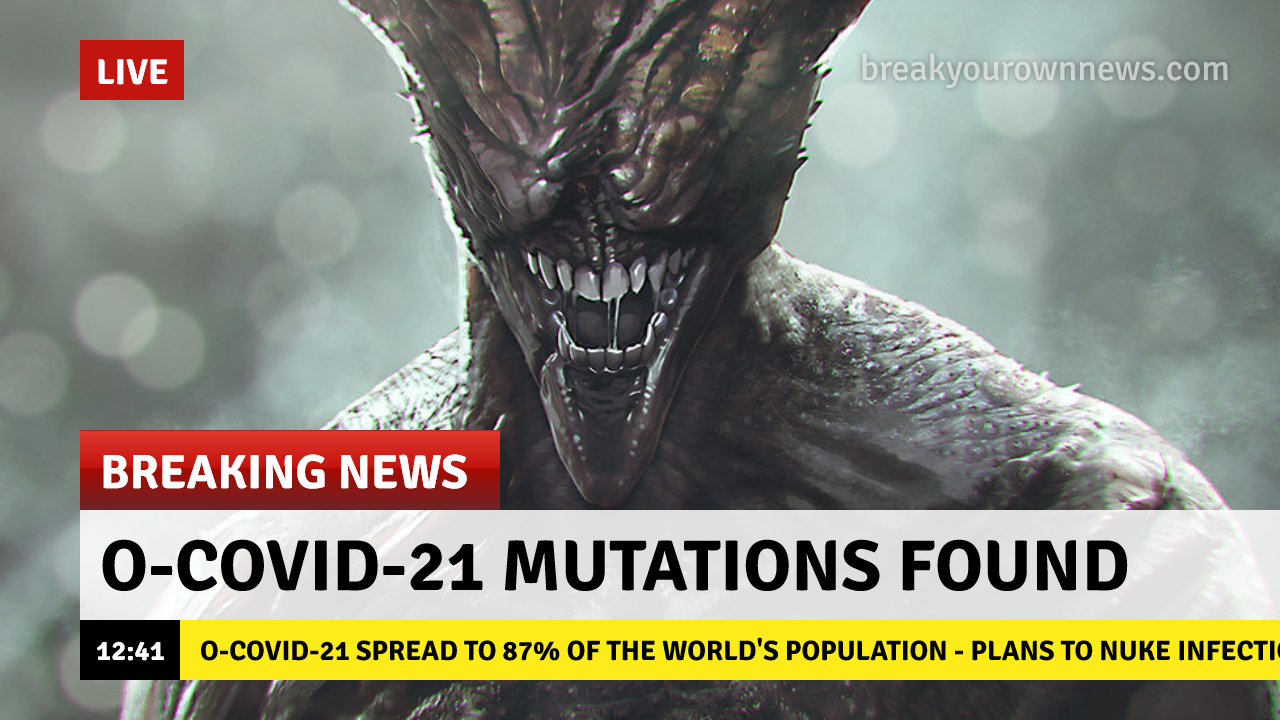 LIVE
breakyourownnews.com
BREAKING NEWS
O-COVID-21 MUTATIONS FOUND
12:41
O-COVID-21 SPREAD TO 87% OF THE WORLD'S POPULATION - PLANS TO NUKE